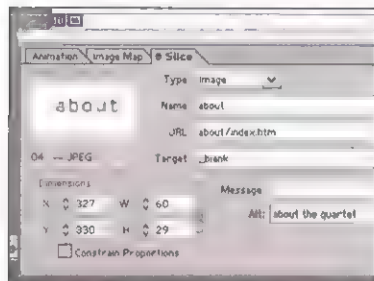 Animation Image Map Slice
Type Image
about
Name about
URL about/index.htm
04 — JPEG
Target _blank
Dimensions
Message
X 327 W 60
Alt: about the quartet
Y 330 H 29
Constrain Proportions